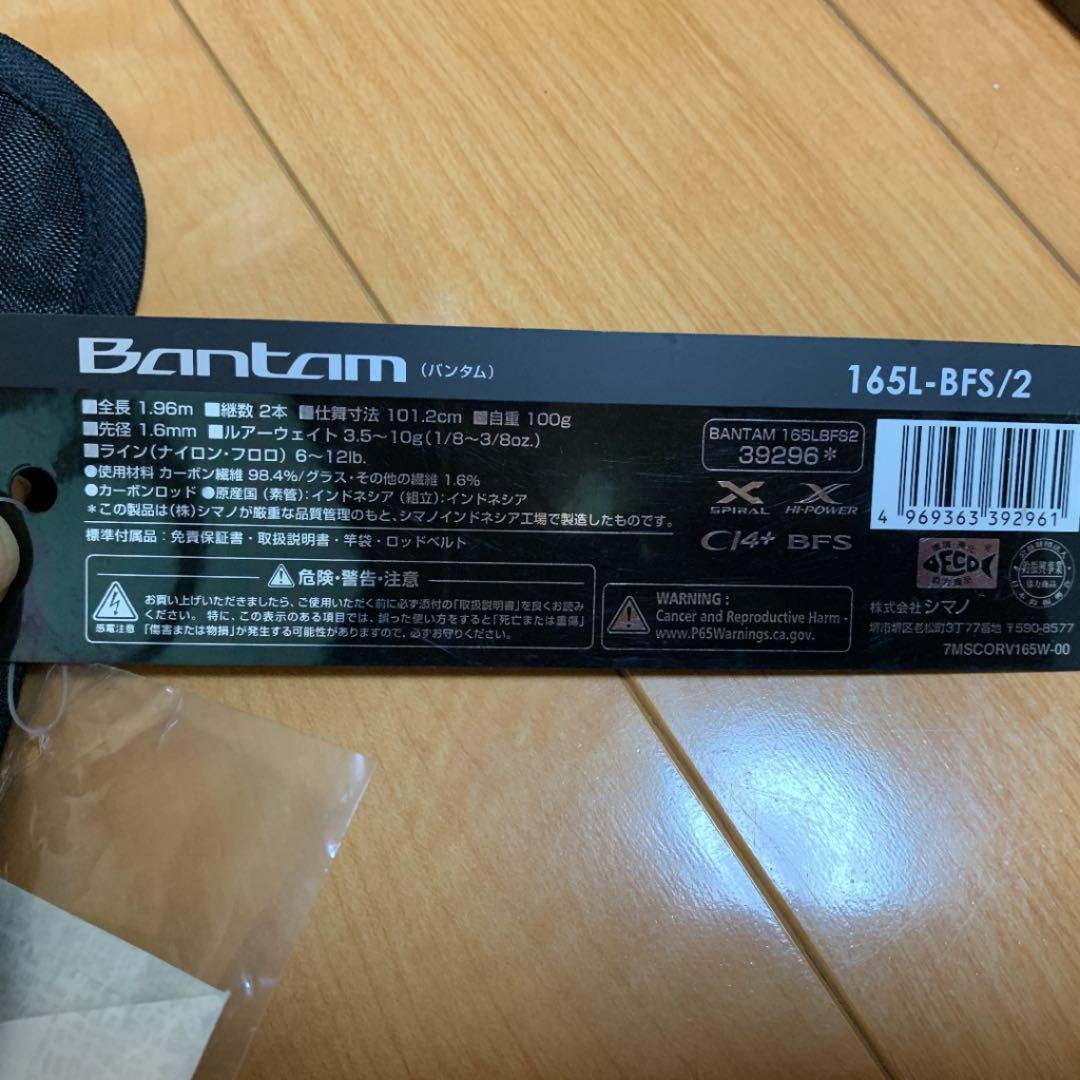 Bantam (バンタム) 165L-BFS/2
■全長 1.96m ■継数 2本 ■仕舞寸法 101.2cm ■自重 100g
■先径 1.6mm ■ルアーウェイト 3.5~10g(1/8~3/8oz.)
■ライン(ナイロン・フロロ) 6~12lb.
●使用材料 カーボン繊維 98.4%/グラス・その他の繊維 1.6%
●カーボンロッド ●原産国 (素管):インドネシア (組立):インドネシア
*この製品は(株)シマノが厳重な品質管理のもと、シマノインドネシア工場で製造したものです。
標準付属品:免責保証書・取扱説明書・竿袋・ロッドベルト
危険・警告・注意
感電注意
お買い上げいただきましたら、ご使用いただく前に必ず添付の「取扱説明書」を良くお読み
ください。特に、この表示のある項目では、誤った使い方をすると「死亡または重傷」
「傷害または物損」が発生する可能性がありますので、必ずお守りください。
BANTAM 165LBFS2
39296*
X SPIRAL X HI-POWER
CI4+ BFS
WARNING:
Cancer and Reproductive Harm -
www.P65Warnings.ca.gov.
4 969363 392961
ECO
株式会社シマノ
堺市堺区老松町3丁77番地 〒590-8577
7MSCORV165W-00